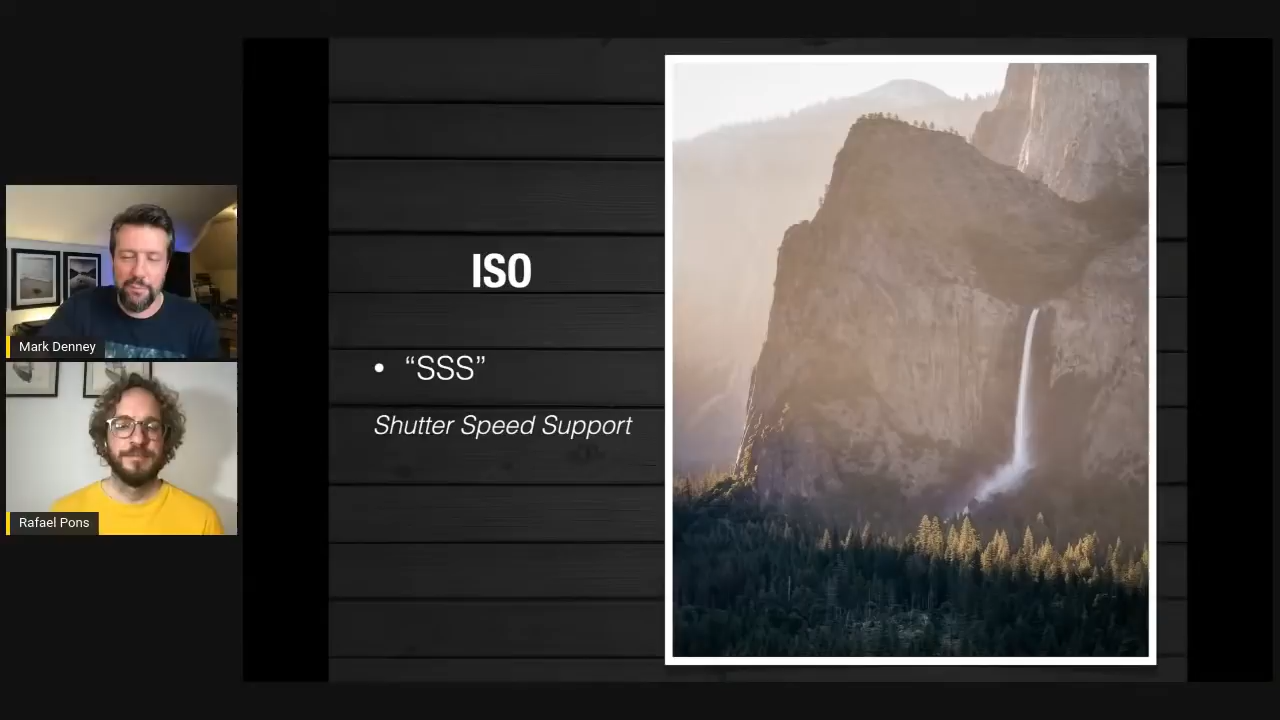 Mark Denney
Rafael Pons
ISO
• “SSS”
Shutter Speed Support